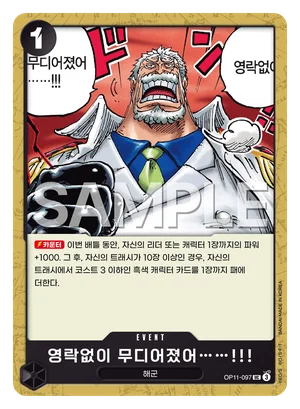 1
무디어졌어
……!!!
영락없이
SAMPLE
카운터 이번 배틀 동안, 자신의 리더 또는 캐릭터 1장까지의 파워
+1000. 그 후, 자신의 트래시가 10장 이상인 경우, 자신의
트래시에서 코스트 3 이하인 흑색 캐릭터 카드를 1장까지 패에
더한다.
EVENT
영락없이 무디어졌어……!!!
해군
OP11-097 UC 3